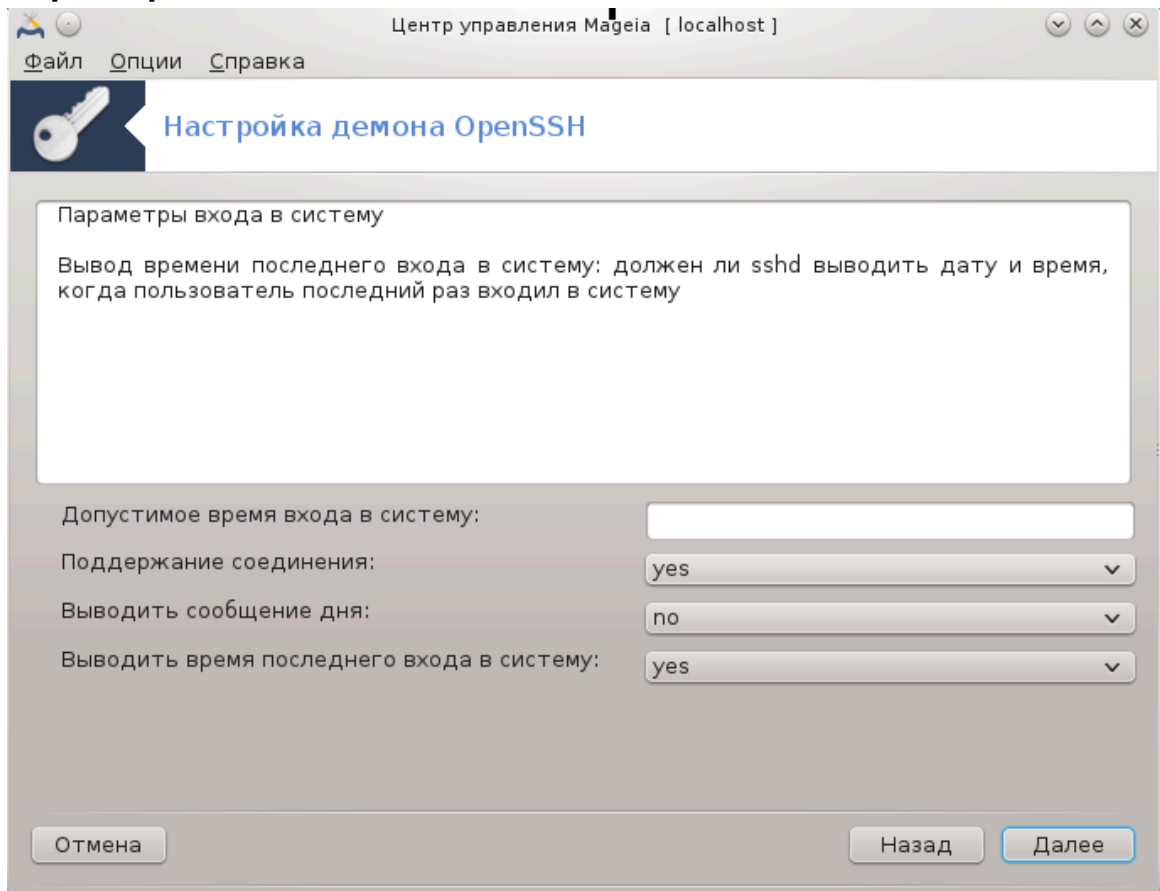 Центр управления Mageia [ localhost ]
Файл Опции Справка
Настройка демона OpenSSH
Параметры входа в систему
Вывод времени последнего входа в систему: должен ли sshd выводить дату и время,
когда пользователь последний раз входил в систему
Допустимое время входа в систему:
Поддержание соединения: yes
Выводить сообщение дня: no
Выводить время последнего входа в систему: yes
Отмена Назад Далее